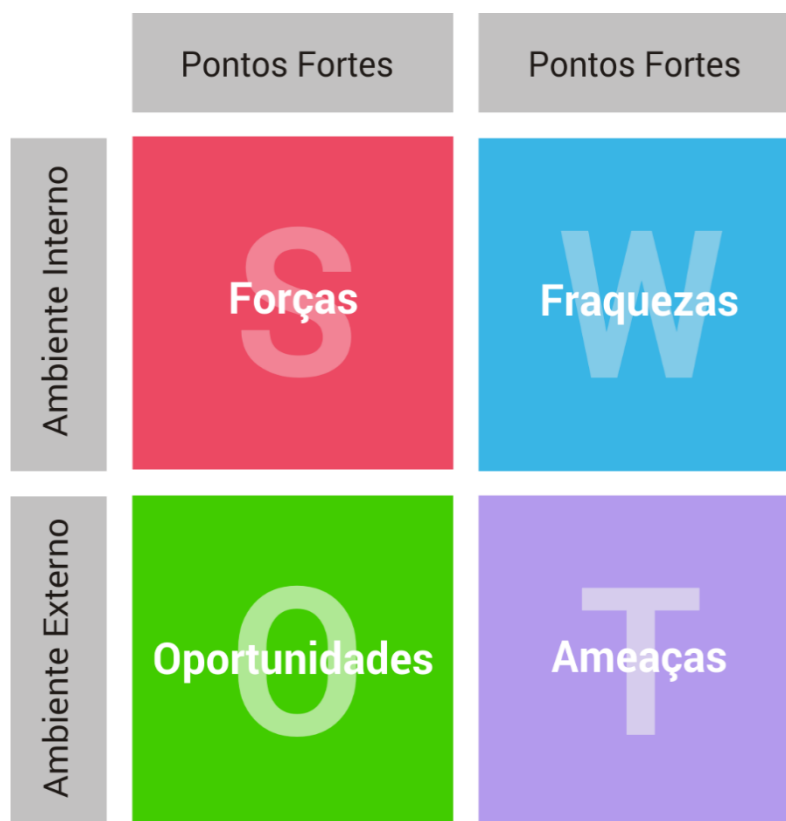 Pontos Fortes
Pontos Fortes
Ambiente Interno
S
Forças
W
Fraquezas
Ambiente Externo
O
Oportunidades
T
Ameaças